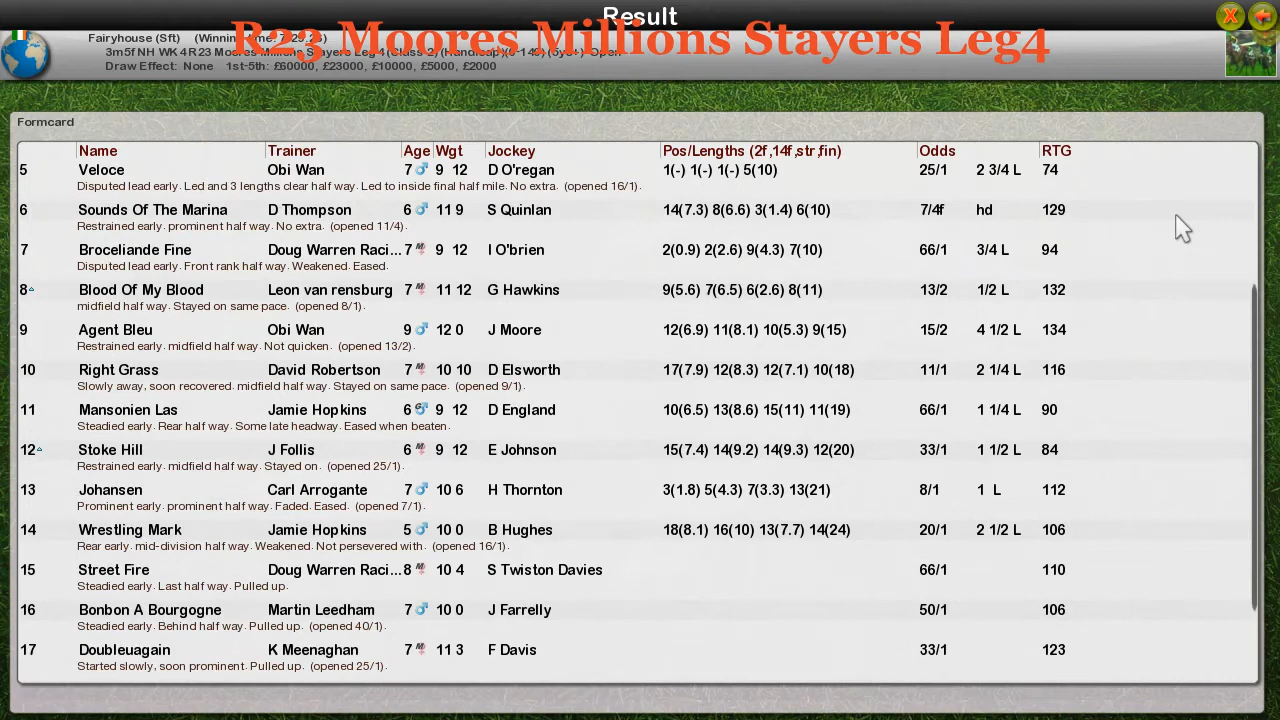 Result
R23 Moores Millions Stayers Leg4
Fairyhouse (Sft) (Winning Time: 7:29.28)
3m5f NH WK 4 R23 Moores Millions Stayers Leg 4 (Class 2) (Handicap)(0-145) (5yo+) Open
Draw Effect: None 1st-5th: £60000, £23000, £10000, £5000, £2000
Formcard
Name Trainer Age Wgt Jockey Pos/Lengths (2f,14f,str,fin) Odds RTG
5 Veloce Obi Wan 7 9 12 D O'regan 1(-) 1(-) 1(-) 5(10) 25/1 2 3/4 L 74
Disputed lead early. Led and 3 lengths clear half way. Led to inside final half mile. No extra. (opened 16/1).
6 Sounds Of The Marina D Thompson 6 11 9 S Quinlan 14(7.3) 8(6.6) 3(1.4) 6(10) 7/4f hd 129
Restrained early. prominent half way. No extra. (opened 11/4).
7 Broceliande Fine Doug Warren Raci... 7 9 12 I O'brien 2(0.9) 2(2.6) 9(4.3) 7(10) 66/1 3/4 L 94
Disputed lead early. Front rank half way. Weakened. Eased.
8 Blood Of My Blood Leon van rensburg 7 11 12 G Hawkins 9(5.6) 7(6.5) 6(2.6) 8(11) 13/2 1/2 L 132
midfield half way. Stayed on same pace. (opened 8/1).
9 Agent Bleu Obi Wan 9 12 0 J Moore 12(6.9) 11(8.1) 10(5.3) 9(15) 15/2 4 1/2 L 134
Restrained early. midfield half way. Not quicken. (opened 13/2).
10 Right Grass David Robertson 7 10 10 D Elsworth 17(7.9) 12(8.3) 12(7.1) 10(18) 11/1 2 1/4 L 116
Slowly away, soon recovered. midfield half way. Stayed on same pace. (opened 9/1).
11 Mansonien Las Jamie Hopkins 6 9 12 D England 10(6.5) 13(8.6) 15(11) 11(19) 66/1 1 1/4 L 90
Steadied early. Rear half way. Some late headway. Eased when beaten.
12 Stoke Hill J Follis 6 9 12 E Johnson 15(7.4) 14(9.2) 14(9.3) 12(20) 33/1 1 1/2 L 84
Restrained early. midfield half way. Stayed on. (opened 25/1).
13 Johansen Carl Arrogante 7 10 6 H Thornton 3(1.8) 5(4.3) 7(3.3) 13(21) 8/1 1 L 112
Prominent early. prominent half way. Faded. Eased. (opened 7/1).
14 Wrestling Mark Jamie Hopkins 5 10 0 B Hughes 18(8.1) 16(10) 13(7.7) 14(24) 20/1 2 1/2 L 106
Rear early. mid-division half way. Weakened. Not persevered with. (opened 16/1).
15 Street Fire Doug Warren Raci... 8 10 4 S Twiston Davies 66/1 110
Steadied early. Last half way. Pulled up.
16 Bonbon A Bourgogne Martin Leedham 7 10 0 J Farrelly 50/1 106
Steadied early. Behind half way. Pulled up. (opened 40/1).
17 Doubleuagain K Meenaghan 7 11 3 F Davis 33/1 123
Started slowly, soon prominent. Pulled up. (opened 25/1).